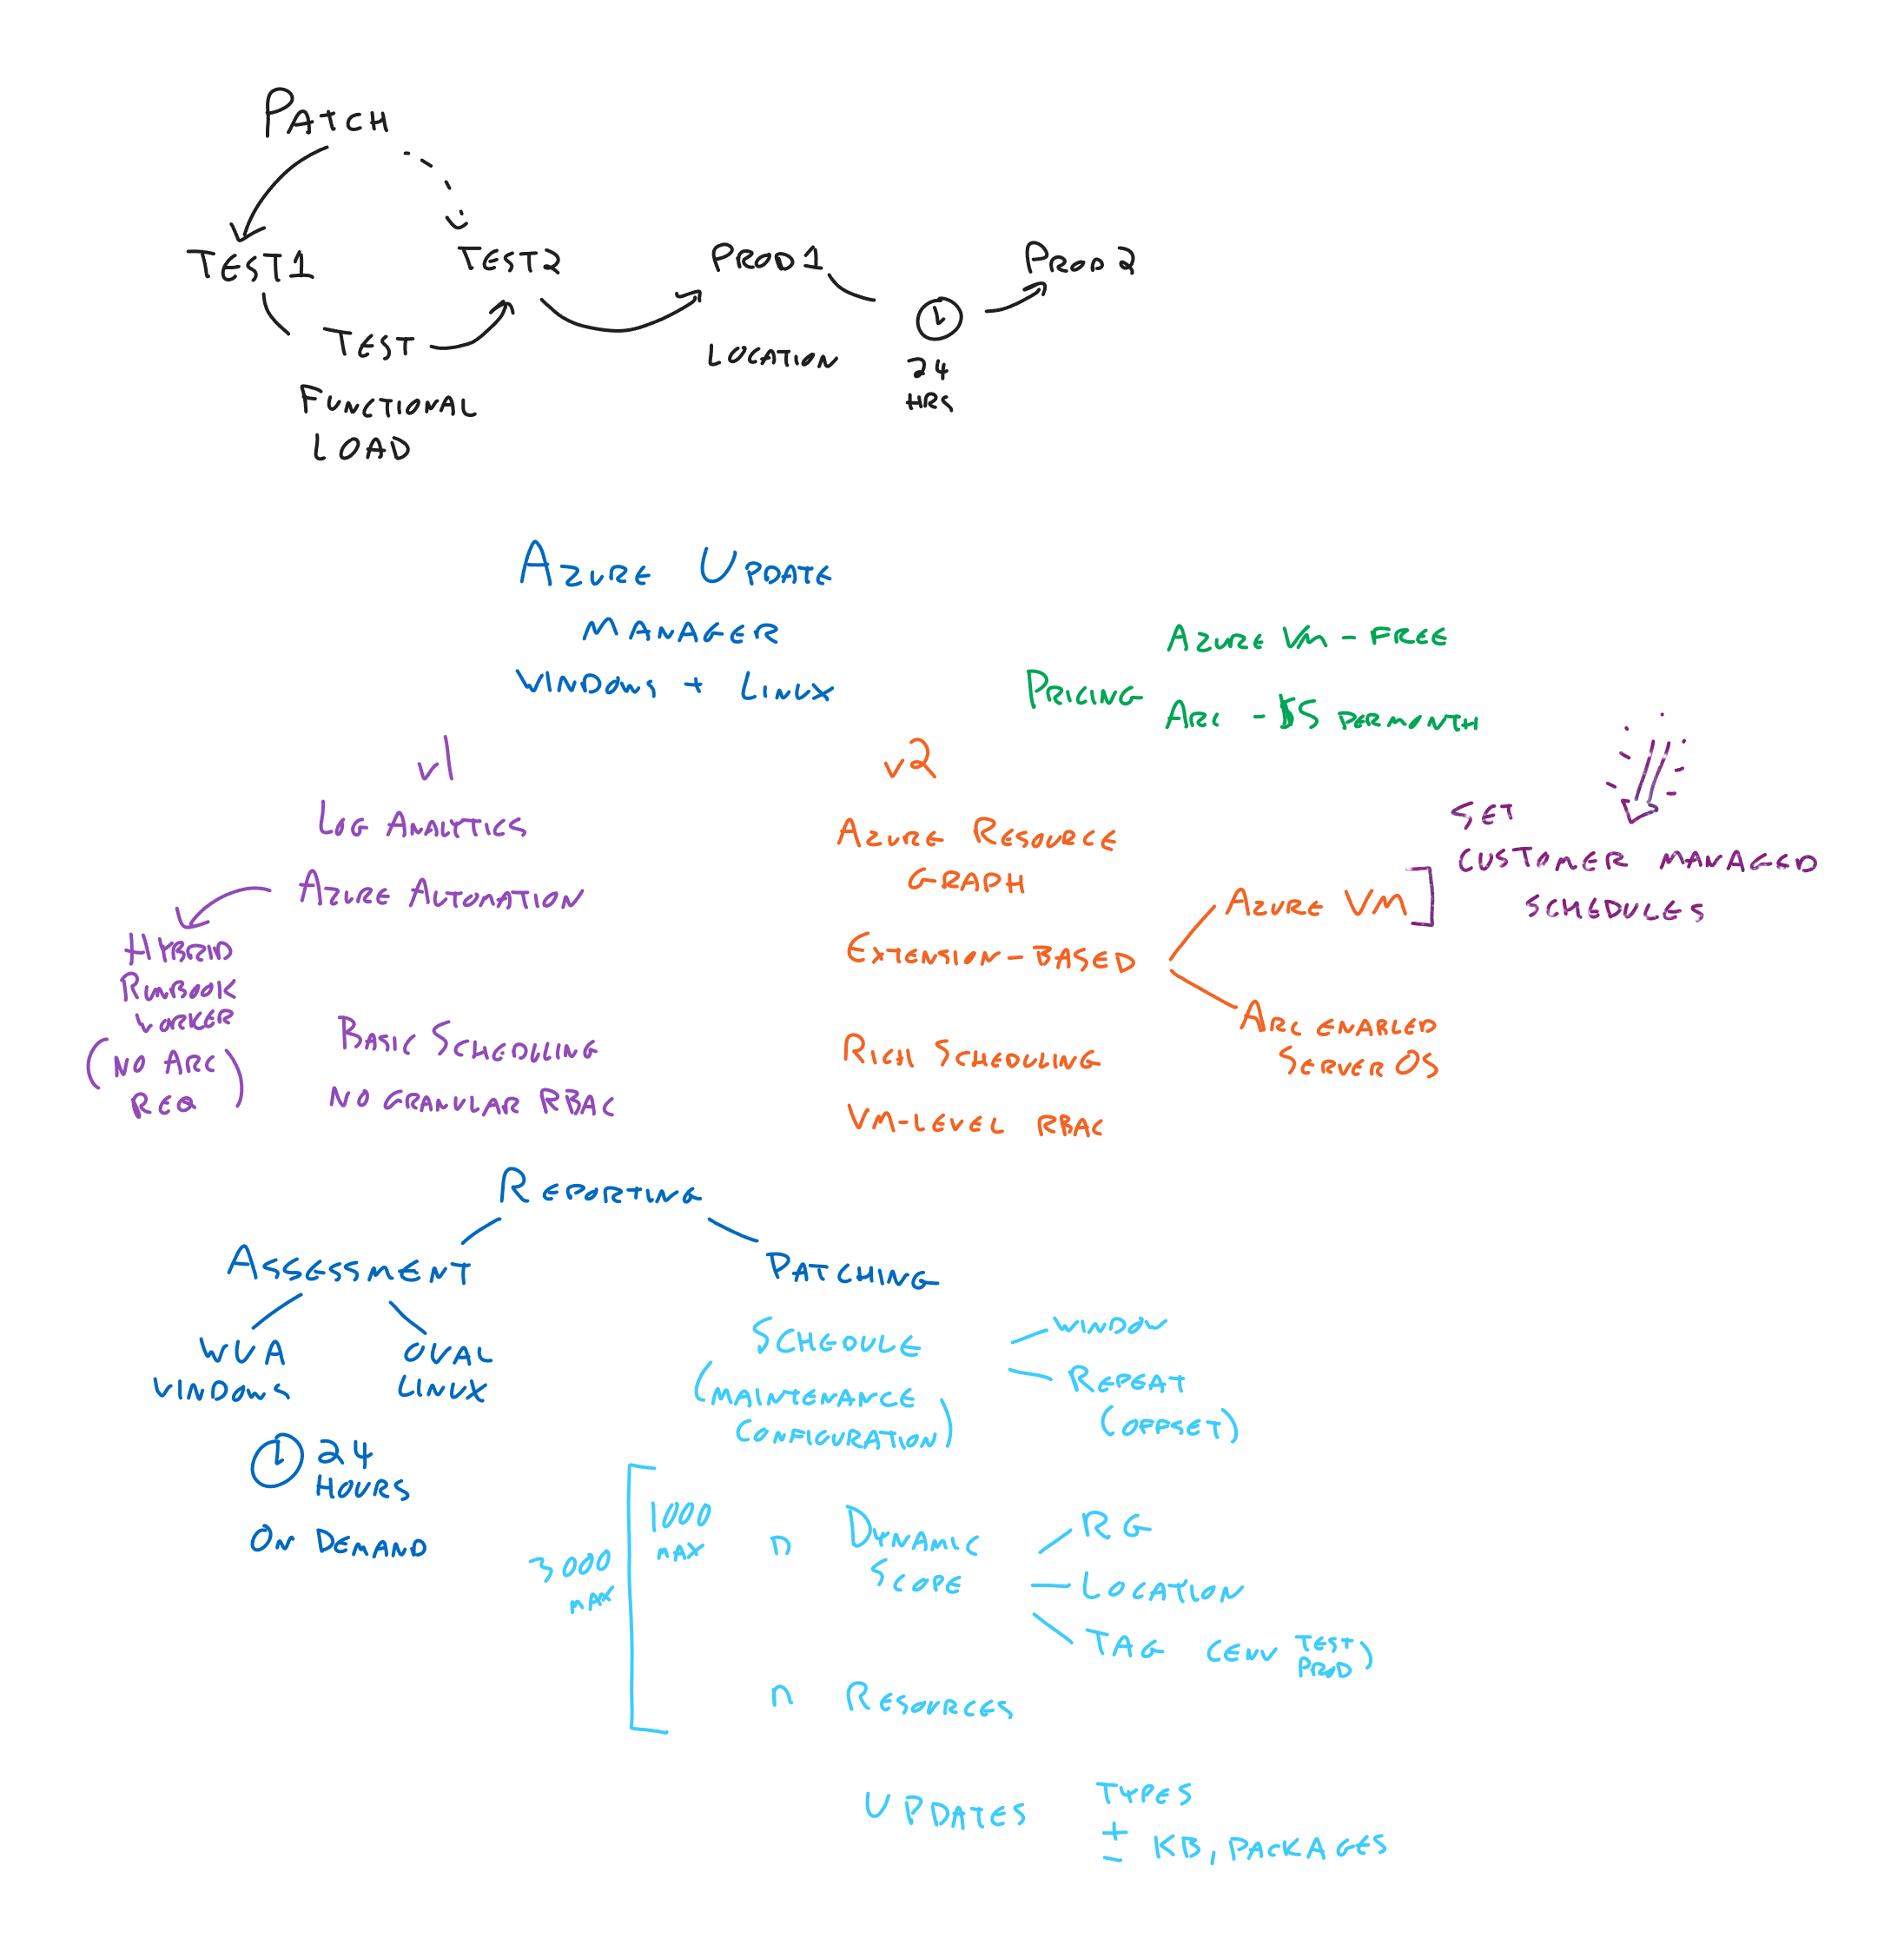 PATCH
TEST1
TEST2
PROD1
PROD2
TEST
FUNCTIONAL
LOAD
LOCATION
24
HRS
AZURE UPDATE
MANAGER
WINDOWS + LINUX
PRICING
AZURE VM - FREE
ARC - $5 PER MONTH
v1
LOG ANALYTICS
AZURE AUTOMATION
HYBRID
RUNBOOK
WORKER
(NO ARC
REQ)
BASIC SCHEDULING
NO GRANULAR RBAC
v2
AZURE RESOURCE
GRAPH
EXTENSION-BASED
AZURE VM
ARC ENABLED
SERVER OS
SET
CUSTOMER MANAGED
SCHEDULES
RICH SCHEDULING
VM-LEVEL RBAC
REPORTING
ASSESSMENT
WUA
WINDOWS
OVAL
LINUX
24
HOURS
ON DEMAND
PATCHING
SCHEDULE
(MAINTENANCE
CONFIGURATION)
WINDOW
REPEAT
(OFFSET)
3000
MAX
1000
MAX
n DYNAMIC
SCOPE
RG
LOCATION
TAG (ENV TEST
PROD)
n RESOURCES
UPDATES
TYPES
+
- KB, PACKAGES